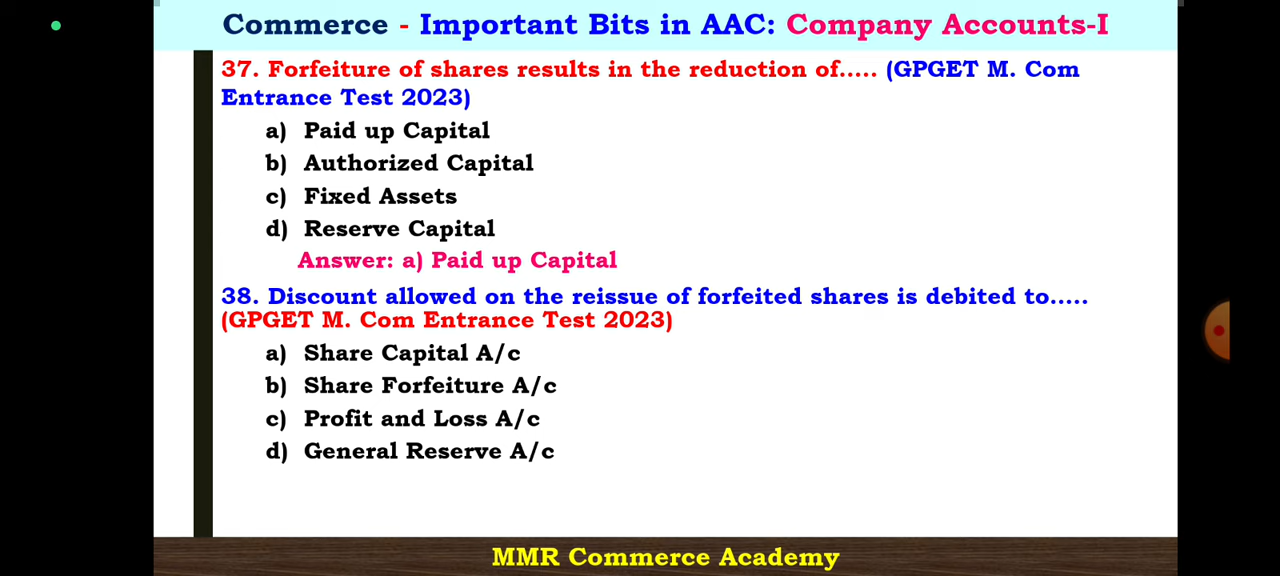 Commerce - Important Bits in AAC: Company Accounts-I
37. Forfeiture of shares results in the reduction of..... (GPGET M. Com
Entrance Test 2023)
a) Paid up Capital
b) Authorized Capital
c) Fixed Assets
d) Reserve Capital
Answer: a) Paid up Capital
38. Discount allowed on the reissue of forfeited shares is debited to.....
(GPGET M. Com Entrance Test 2023)
a) Share Capital A/c
b) Share Forfeiture A/c
c) Profit and Loss A/c
d) General Reserve A/c
MMR Commerce Academy